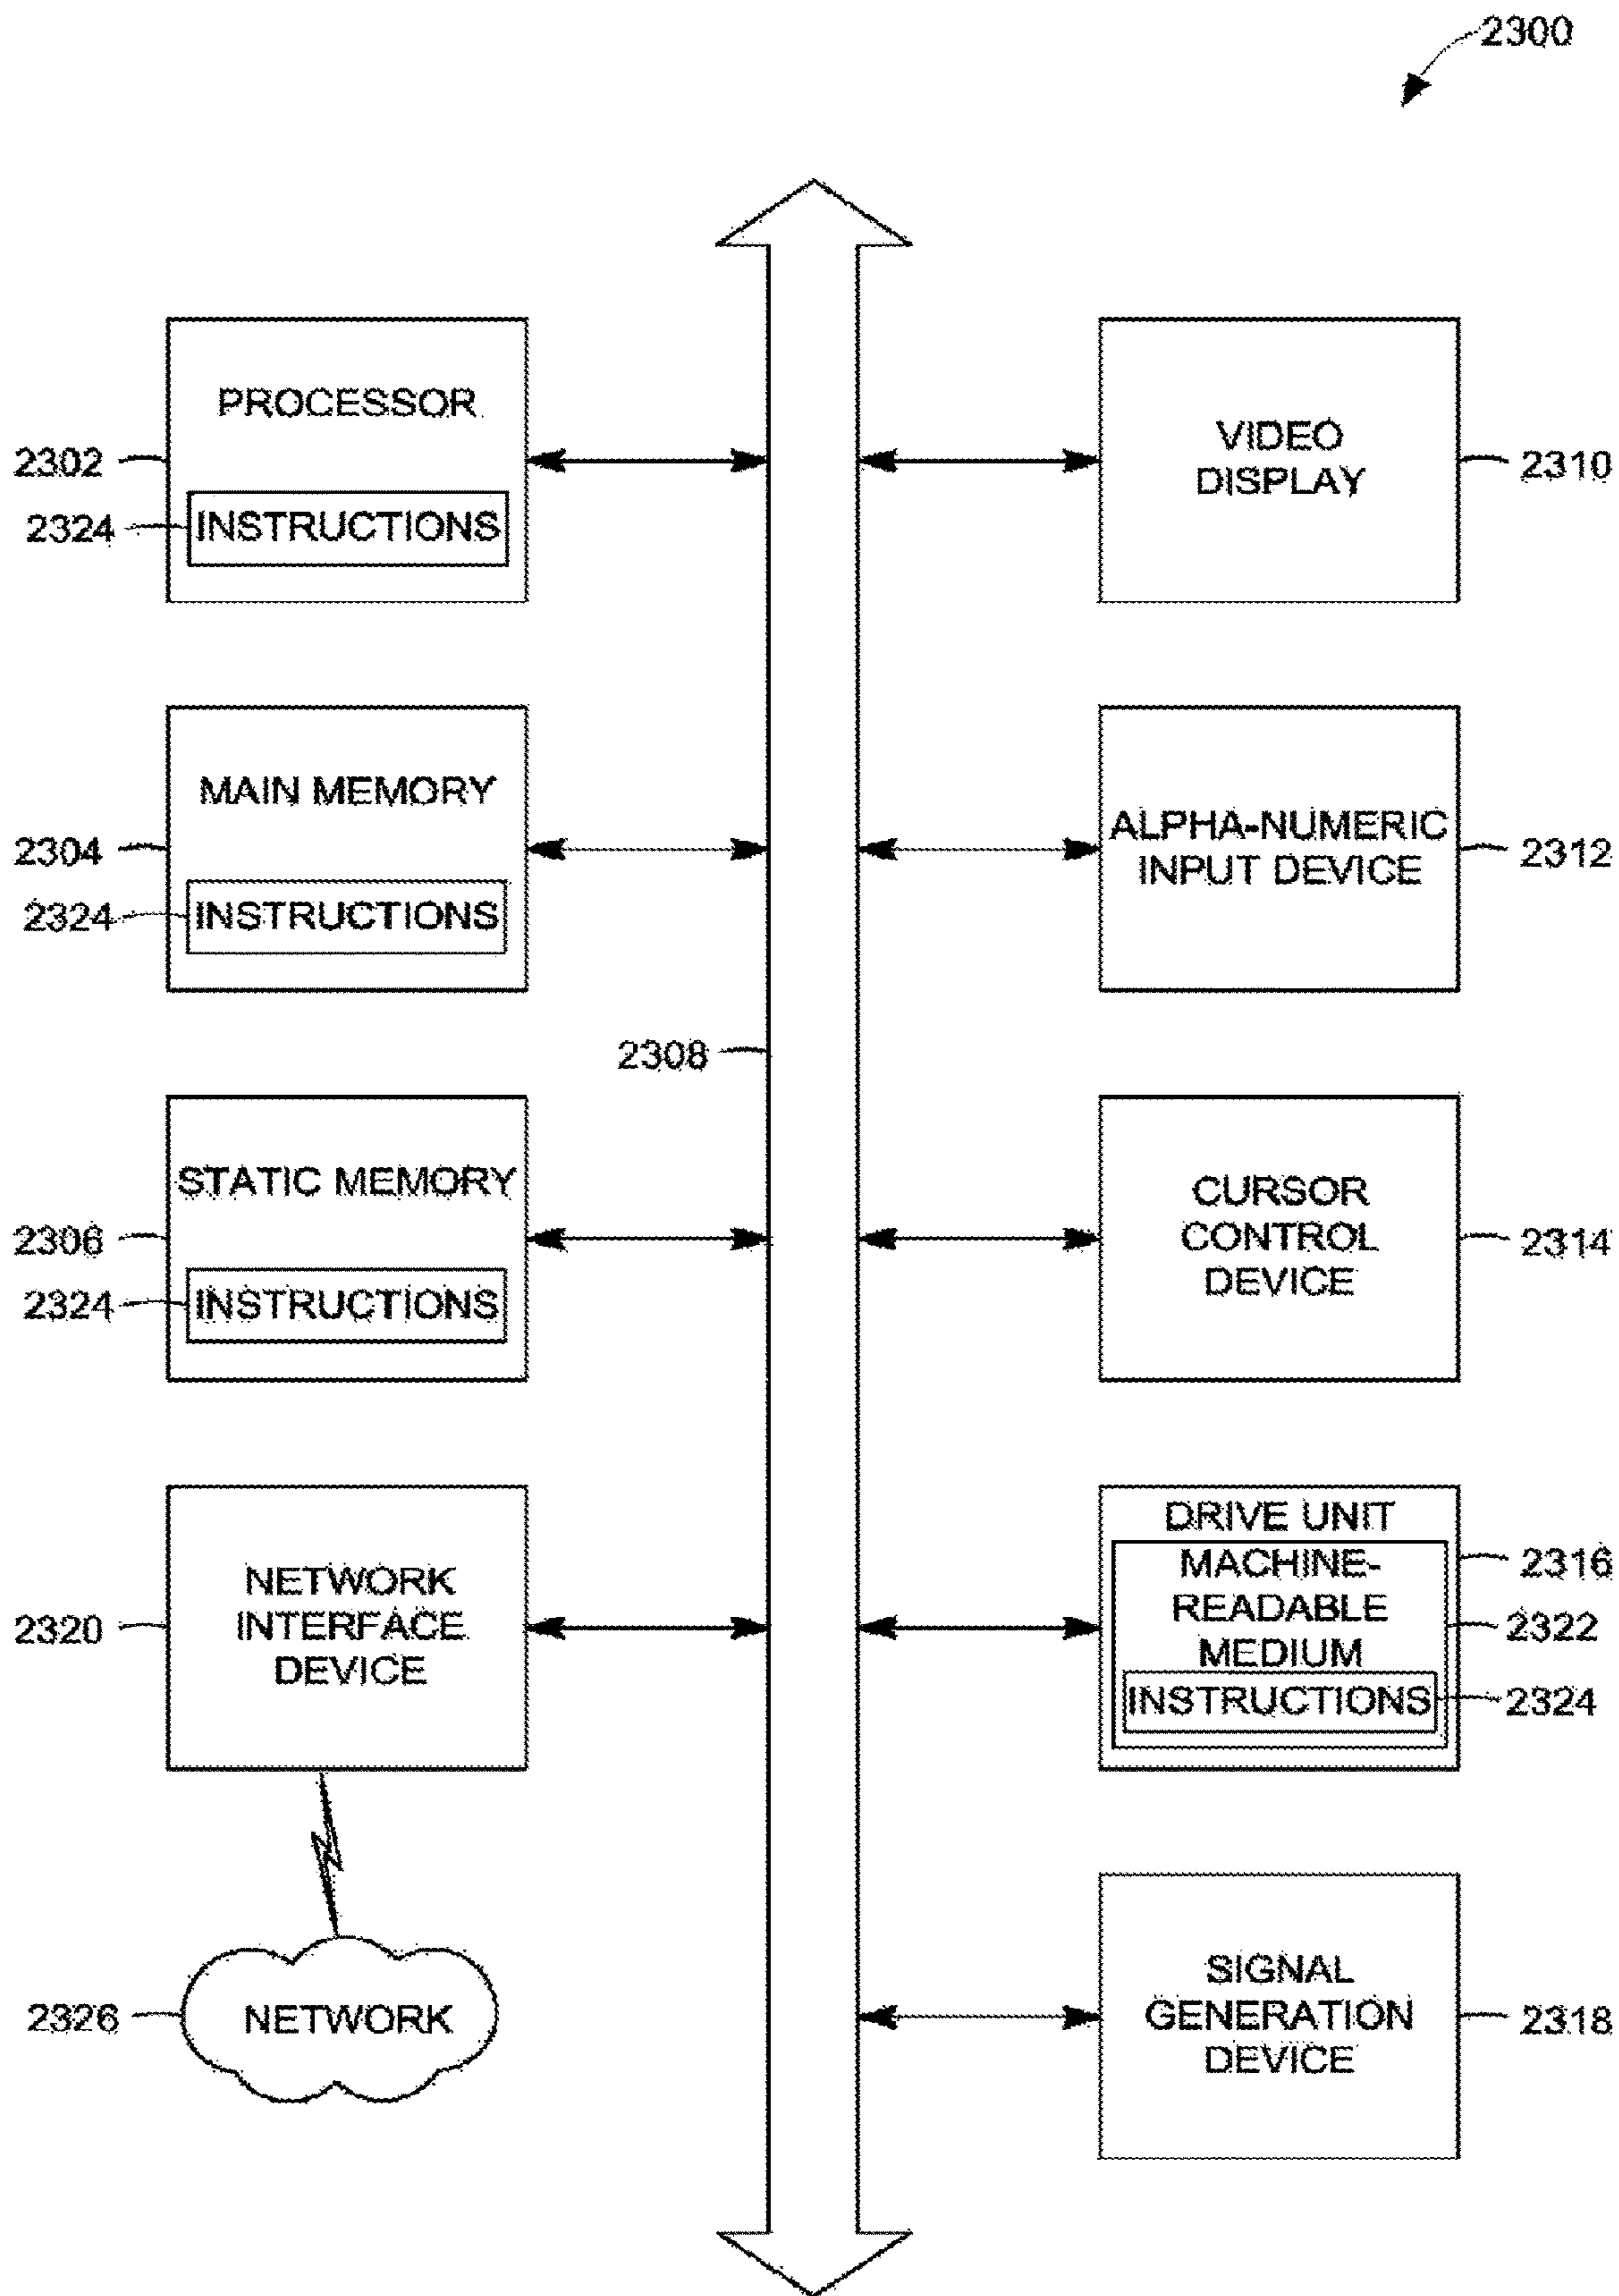 2300
PROCESSOR
2302
2324
INSTRUCTIONS
VIDEO
DISPLAY
2310
MAIN MEMORY
2304
2324
INSTRUCTIONS
ALPHA-NUMERIC
INPUT DEVICE
2312
2308
STATIC MEMORY
2306
2324
INSTRUCTIONS
CURSOR
CONTROL
DEVICE
2314
NETWORK
INTERFACE
DEVICE
2320
DRIVE UNIT
MACHINE-
READABLE
MEDIUM
INSTRUCTIONS
2316
2322
2324
2326
NETWORK
SIGNAL
GENERATION
DEVICE
2318